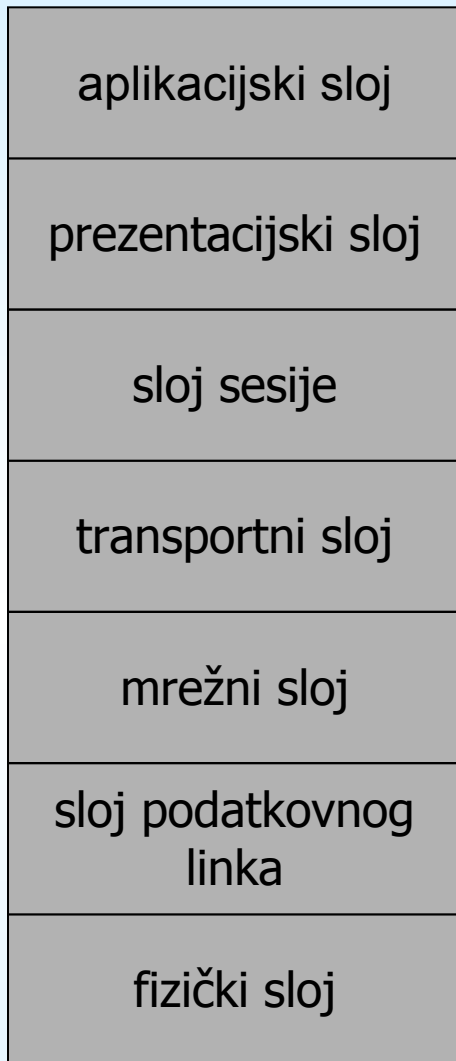 aplikacijski sloj
prezentacijski sloj
sloj sesije
transportni sloj
mrežni sloj
sloj podatkovnog
linka
fizički sloj